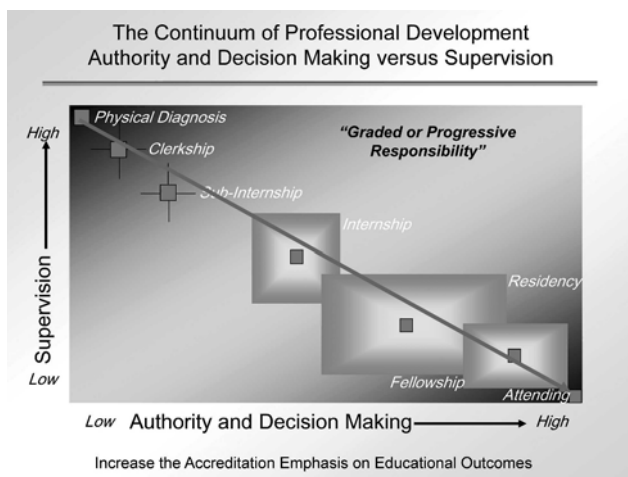 The Continuum of Professional Development
Authority and Decision Making versus Supervision
Physical Diagnosis
High
"Graded or Progressive
Responsibility"
Clerkship
Sub-Internship
Internship
Supervision
Residency
Low
Fellowship
Attending
Low Authority and Decision Making High
Increase the Accreditation Emphasis on Educational Outcomes